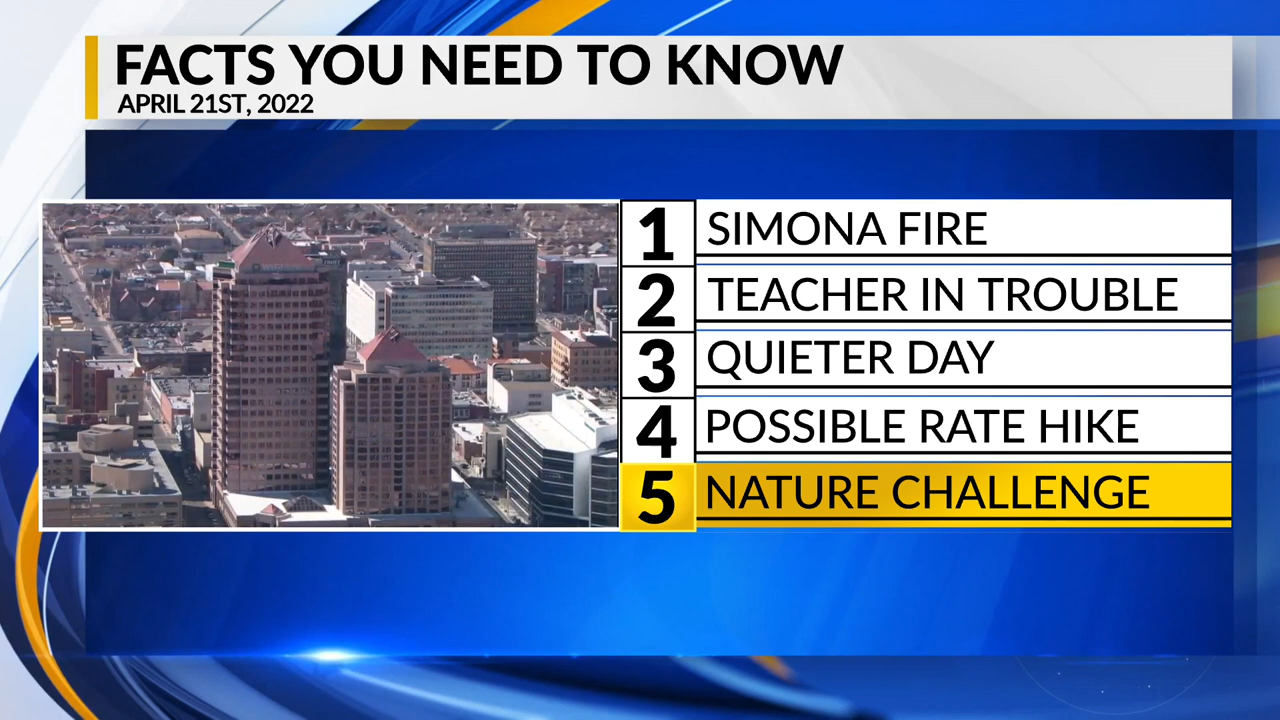 FACTS YOU NEED TO KNOW
APRIL 21ST, 2022
1 SIMONA FIRE
2 TEACHER IN TROUBLE
3 QUIETER DAY
4 POSSIBLE RATE HIKE
5 NATURE CHALLENGE